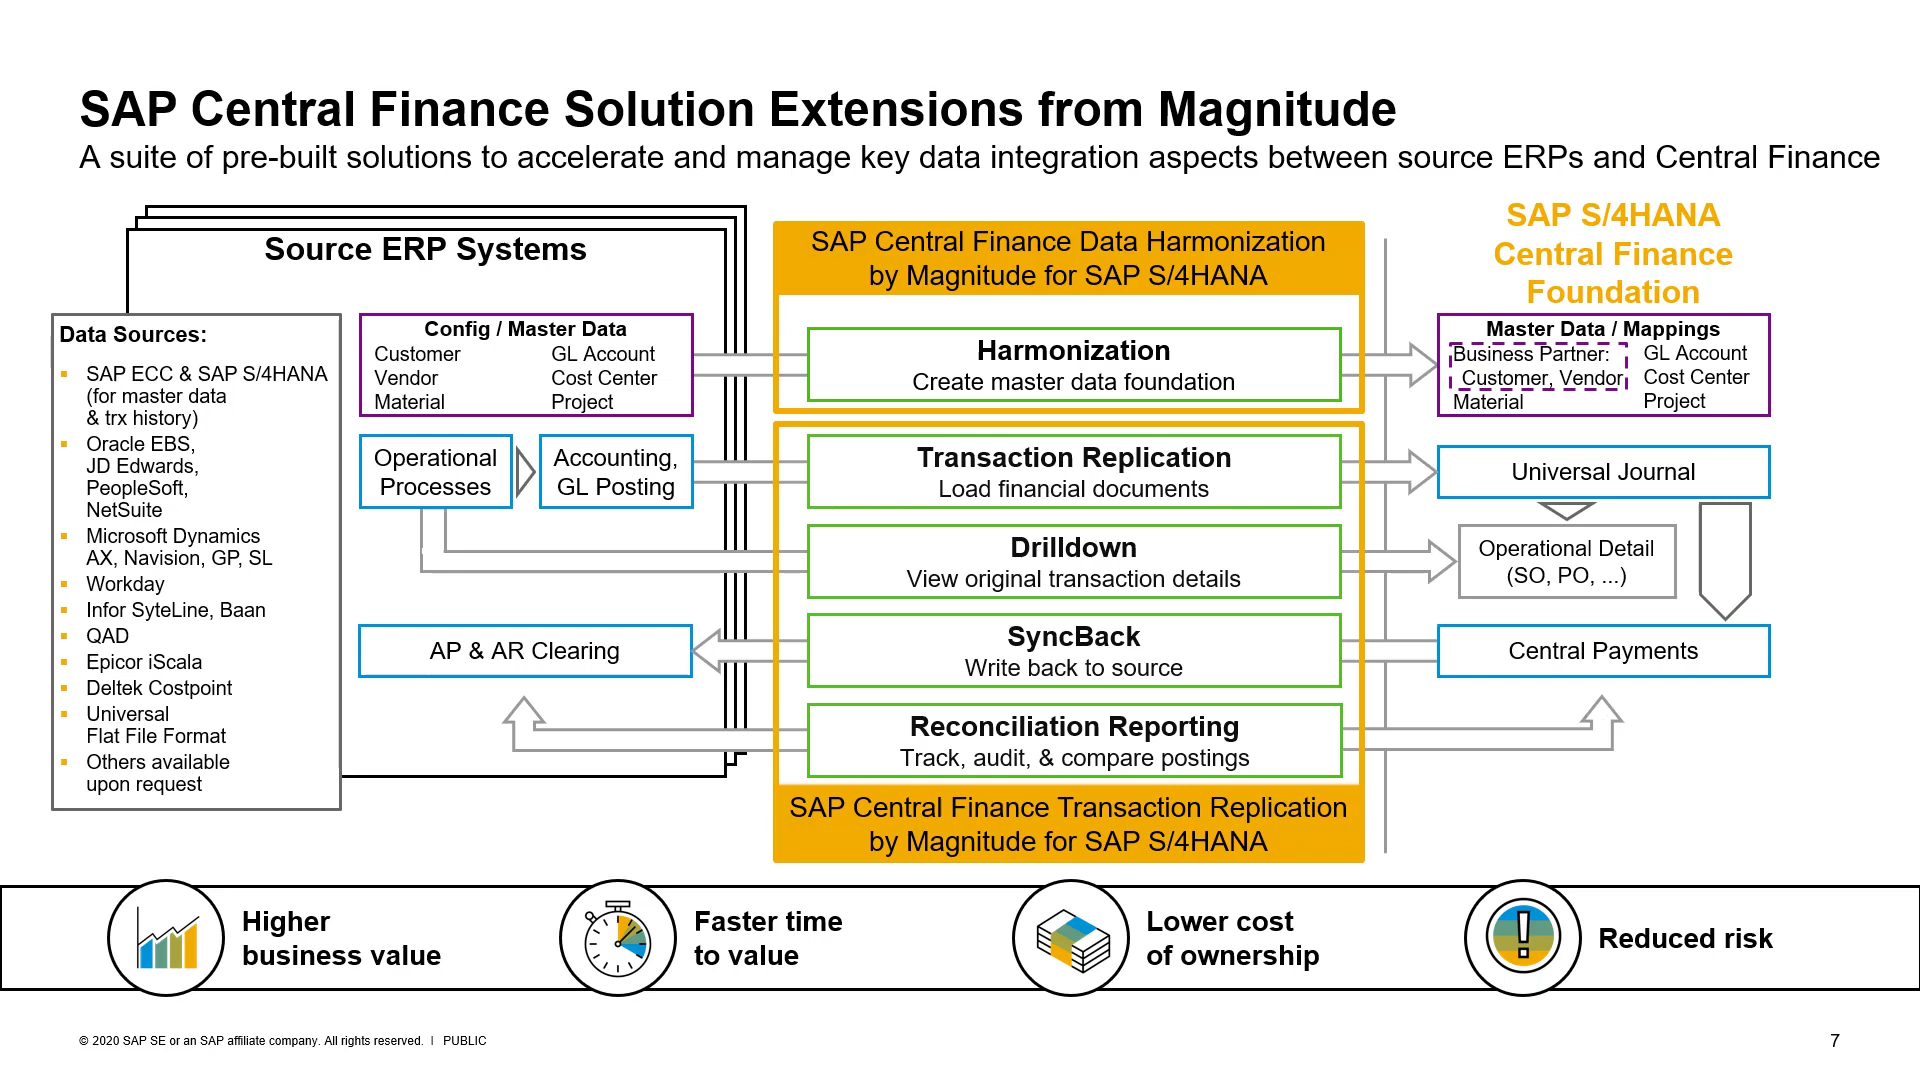 SAP Central Finance Solution Extensions from Magnitude
A suite of pre-built solutions to accelerate and manage key data integration aspects between source ERPs and Central Finance
Source ERP Systems
Data Sources:
▪ SAP ECC & SAP S/4HANA
(for master data
& trx history)
▪ Oracle EBS,
JD Edwards,
PeopleSoft,
NetSuite
▪ Microsoft Dynamics
AX, Navision, GP, SL
▪ Workday
▪ Infor SyteLine, Baan
▪ QAD
▪ Epicor iScala
▪ Deltek Costpoint
▪ Universal
Flat File Format
▪ Others available
upon request
Config / Master Data
Customer
Vendor
Material
GL Account
Cost Center
Project
Operational
Processes
Accounting,
GL Posting
AP & AR Clearing
SAP Central Finance Data Harmonization
by Magnitude for SAP S/4HANA
Harmonization
Create master data foundation
Transaction Replication
Load financial documents
Drilldown
View original transaction details
SyncBack
Write back to source
Reconciliation Reporting
Track, audit, & compare postings
SAP Central Finance Transaction Replication
by Magnitude for SAP S/4HANA
SAP S/4HANA
Central Finance
Foundation
Master Data / Mappings
Business Partner:
Customer, Vendor
Material
GL Account
Cost Center
Project
Universal Journal
Operational Detail
(SO, PO, ...)
Central Payments
Higher
business value
Faster time
to value
Lower cost
of ownership
Reduced risk
© 2020 SAP SE or an SAP affiliate company. All rights reserved. ǀ PUBLIC
7